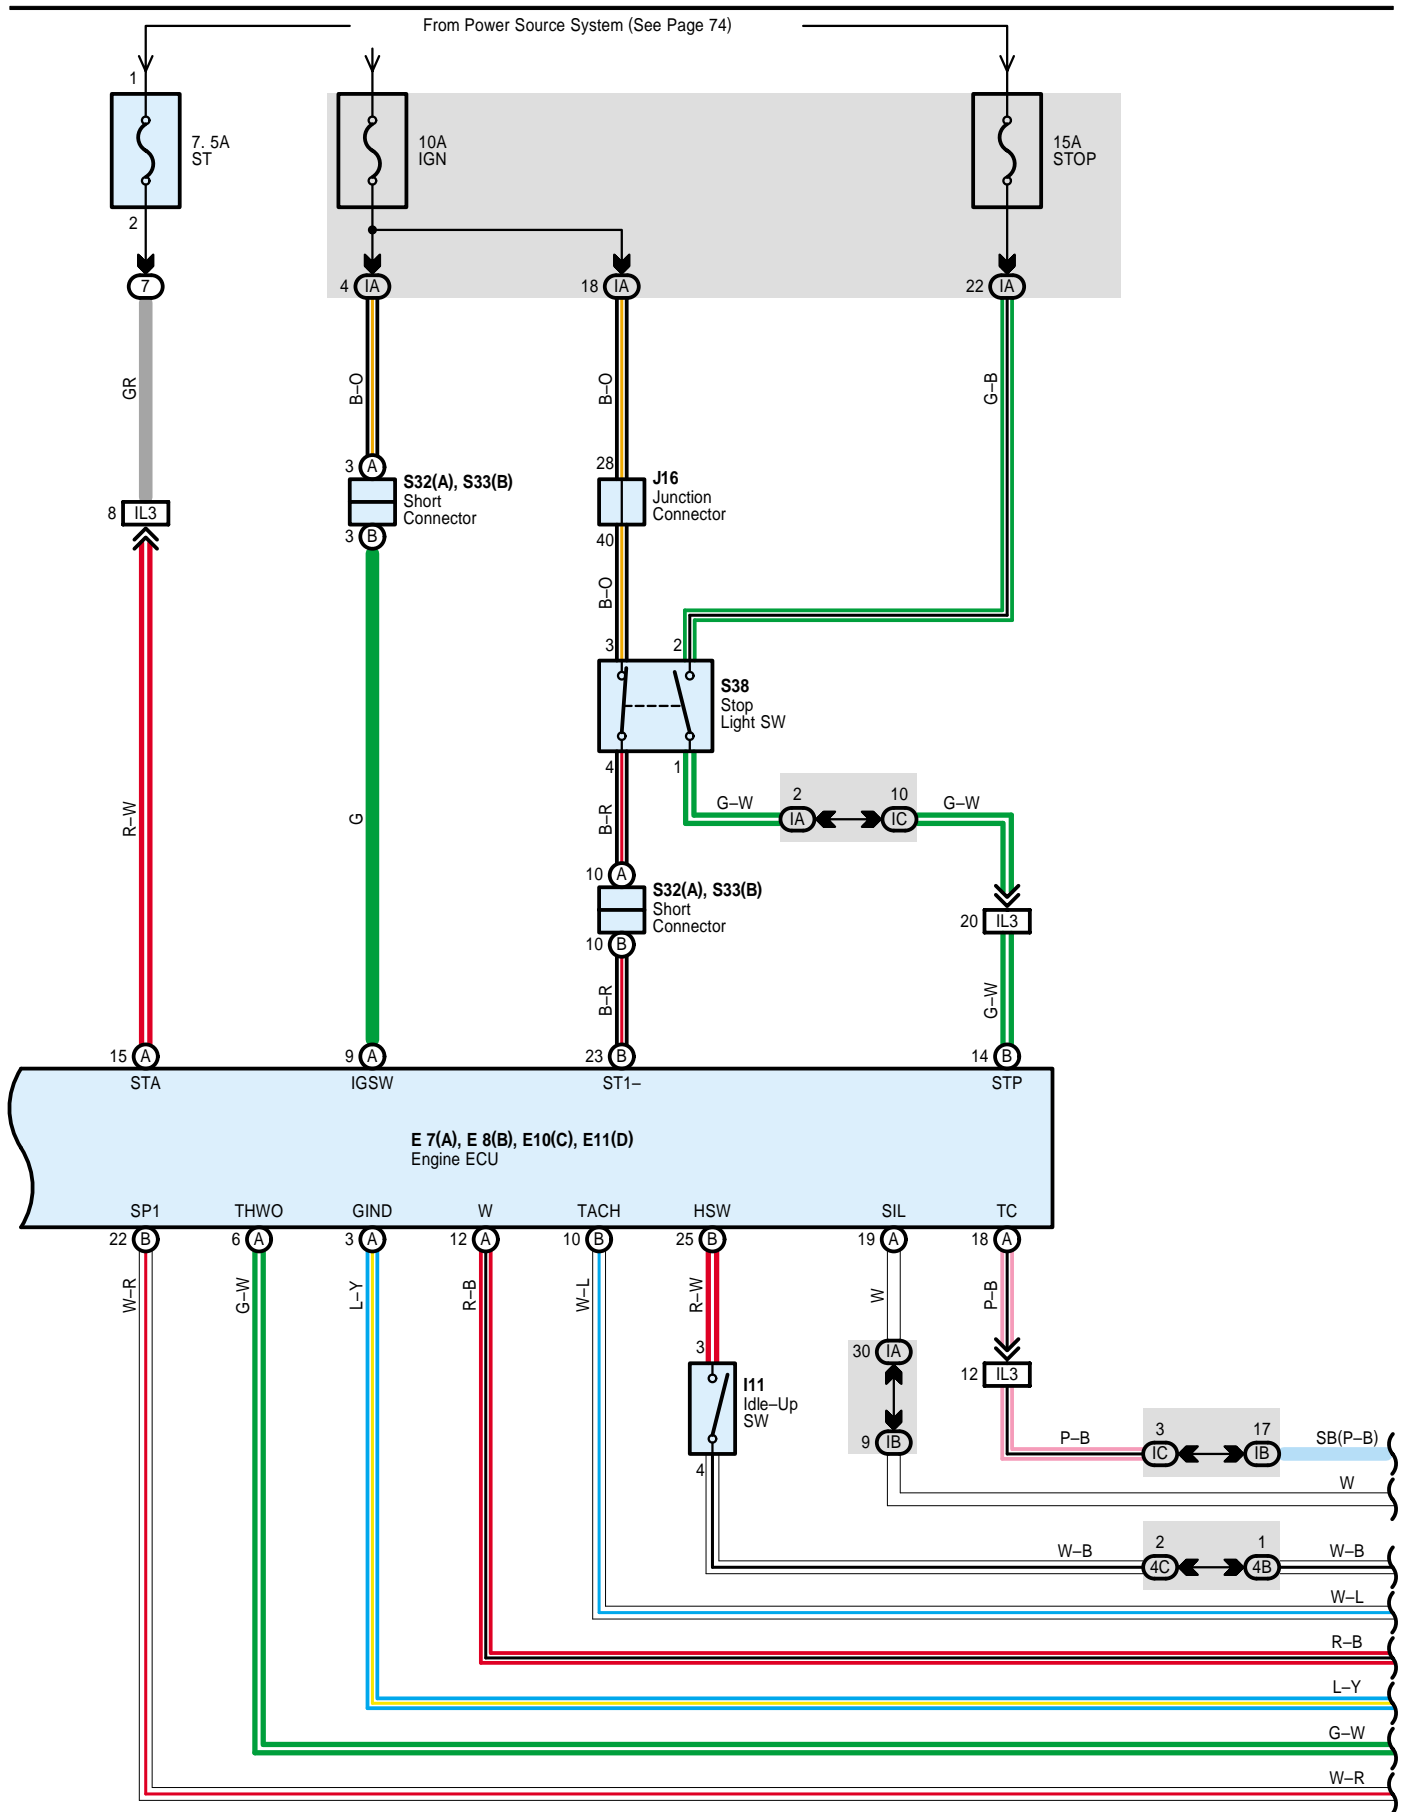 From Power Source System (See Page 74)
1
7. 5A
ST
10A
IGN
15A
STOP
2
7
4 IA
18 IA
22 IA
GR
B–O
B–O
G–B
3 A
S32(A), S33(B)
Short
Connector
3 B
28
J16
Junction
Connector
40
8 IL3
B–O
3
2
S38
Stop
Light SW
4
1
R–W
G
B–R
G–W
2
IA
10
IC
G–W
10 A
S32(A), S33(B)
Short
Connector
10 B
20 IL3
B–R
G–W
15 A
9 A
23 B
14 B
STA
IGSW
ST1–
STP
E 7(A), E 8(B), E10(C), E11(D)
Engine ECU
SP1
THWO
GIND
W
TACH
HSW
SIL
TC
22 B
6 A
3 A
12 A
10 B
25 B
19 A
18 A
W–R
G–W
L–Y
R–B
W–L
R–W
W
P–B
3
I11
Idle–Up
SW
4
30 IA
9 IB
12 IL3
P–B
3
IC
17
IB
SB(P–B)
W
W–B
2
4C
1
4B
W–B
W–L
R–B
L–Y
G–W
W–R